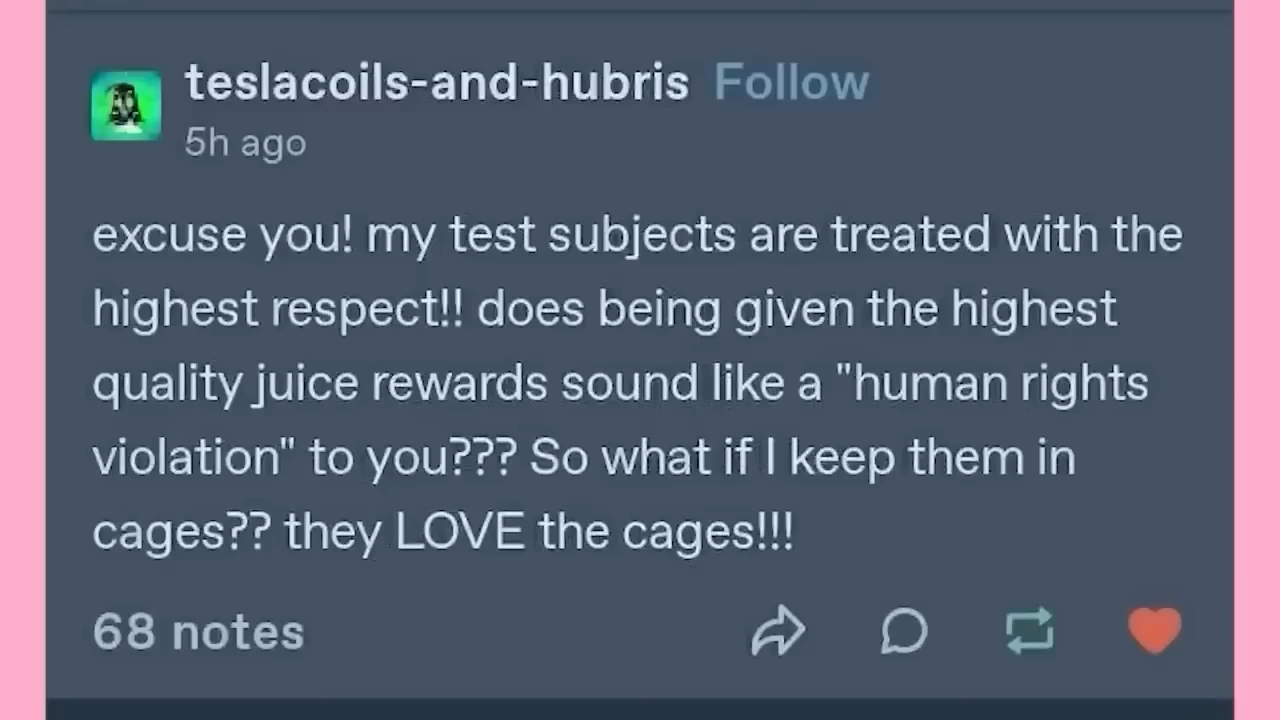 teslacoils-and-hubris Follow
5h ago
excuse you! my test subjects are treated with the
highest respect!! does being given the highest
quality juice rewards sound like a "human rights
violation" to you??? So what if I keep them in
cages?? they LOVE the cages!!!
68 notes